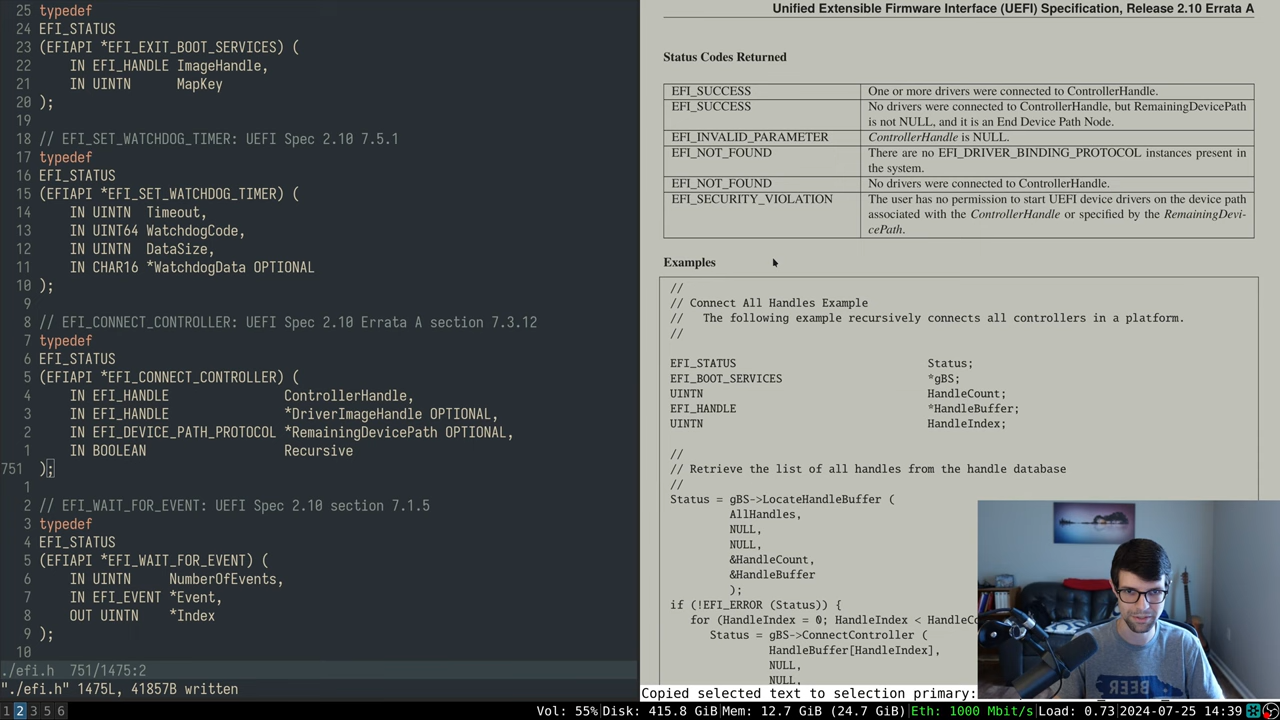 25 typedef
24 EFI_STATUS
23 (EFIAPI *EFI_EXIT_BOOT_SERVICES) (
22     IN EFI_HANDLE ImageHandle,
21     IN UINTN      MapKey
20 );
19
18 // EFI_SET_WATCHDOG_TIMER: UEFI Spec 2.10 7.5.1
17 typedef
16 EFI_STATUS
15 (EFIAPI *EFI_SET_WATCHDOG_TIMER) (
14     IN UINTN  Timeout,
13     IN UINT64 WatchdogCode,
12     IN UINTN  DataSize,
11     IN CHAR16 *WatchdogData OPTIONAL
10 );
9
8 // EFI_CONNECT_CONTROLLER: UEFI Spec 2.10 Errata A section 7.3.12
7 typedef
6 EFI_STATUS
5 (EFIAPI *EFI_CONNECT_CONTROLLER) (
4     IN EFI_HANDLE               ControllerHandle,
3     IN EFI_HANDLE               *DriverImageHandle OPTIONAL,
2     IN EFI_DEVICE_PATH_PROTOCOL *RemainingDevicePath OPTIONAL,
1     IN BOOLEAN                  Recursive
751 );
1
2 // EFI_WAIT_FOR_EVENT: UEFI Spec 2.10 section 7.1.5
3 typedef
4 EFI_STATUS
5 (EFIAPI *EFI_WAIT_FOR_EVENT) (
6     IN UINTN     NumberOfEvents,
7     IN EFI_EVENT *Event,
8     OUT UINTN    *Index
9 );
10
./efi.h  751/1475:2
"./efi.h" 1475L, 41857B written
Unified Extensible Firmware Interface (UEFI) Specification, Release 2.10 Errata A
Status Codes Returned
EFI_SUCCESS One or more drivers were connected to ControllerHandle.
EFI_SUCCESS No drivers were connected to ControllerHandle, but RemainingDevicePath
is not NULL, and it is an End Device Path Node.
EFI_INVALID_PARAMETER ControllerHandle is NULL.
EFI_NOT_FOUND There are no EFI_DRIVER_BINDING_PROTOCOL instances present in
the system.
EFI_NOT_FOUND No drivers were connected to ControllerHandle.
EFI_SECURITY_VIOLATION The user has no permission to start UEFI device drivers on the device path
associated with the ControllerHandle or specified by the RemainingDevi-
cePath.
Examples
//
// Connect All Handles Example
//   The following example recursively connects all controllers in a platform.
//
EFI_STATUS Status;
EFI_BOOT_SERVICES *gBS;
UINTN HandleCount;
EFI_HANDLE *HandleBuffer;
UINTN HandleIndex;
//
// Retrieve the list of all handles from the handle database
//
Status = gBS->LocateHandleBuffer (
AllHandles,
NULL,
NULL,
&HandleCount,
&HandleBuffer
);
if (!EFI_ERROR (Status)) {
for (HandleIndex = 0; HandleIndex <
Status = gBS->ConnectController (
HandleBuffer[HandleIndex],
NULL,
NULL,
Copied selected text to selection primary:
BEER
1 2 3 5 6
Vol: 55%|Disk: 415.8 GiB|Mem: 12.7 GiB (24.7 GiB)|Eth: 1000 Mbit/s|Load: 0.73|2024-07-25 14:39